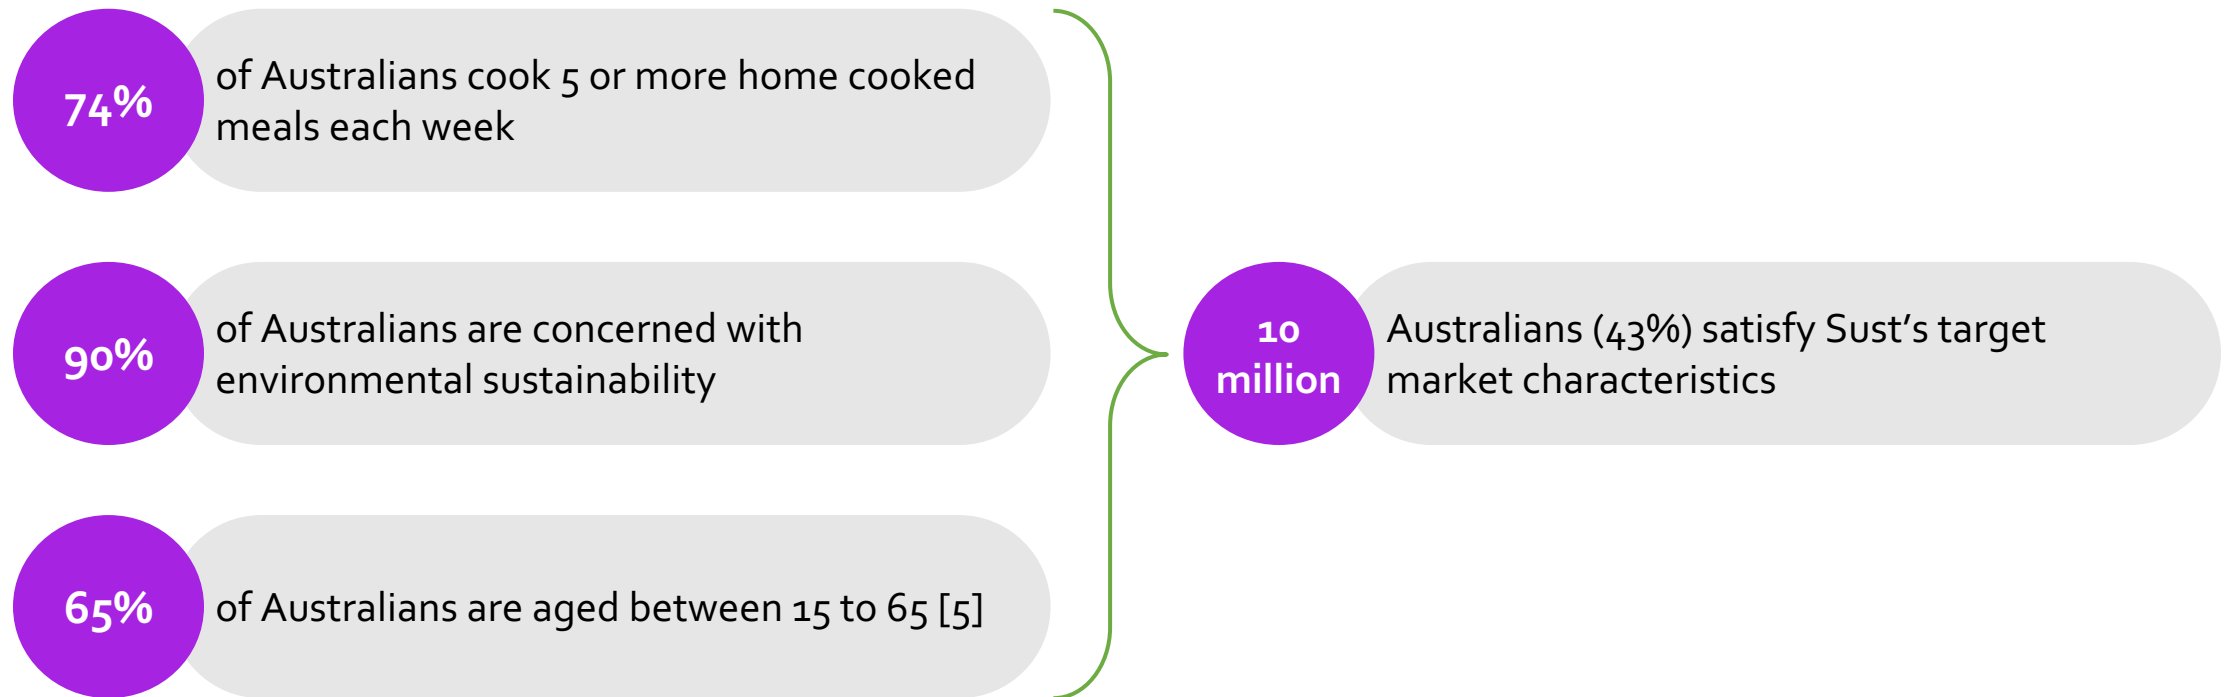 74%
of Australians cook 5 or more home cooked
meals each week
90%
of Australians are concerned with
environmental sustainability
65%
of Australians are aged between 15 to 65 [5]
10
million
Australians (43%) satisfy Sust’s target
market characteristics